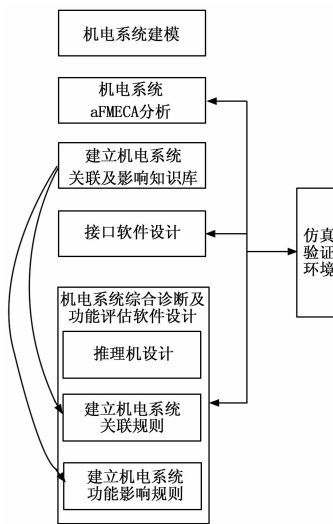 机电系统建模
机电系统
aFMECA分析
建立机电系统
关联及影响知识库
接口软件设计
机电系统综合诊断及
功能评估软件设计
推理机设计
建立机电系统
关联规则
建立机电系统
功能影响规则
仿真
验证
环境